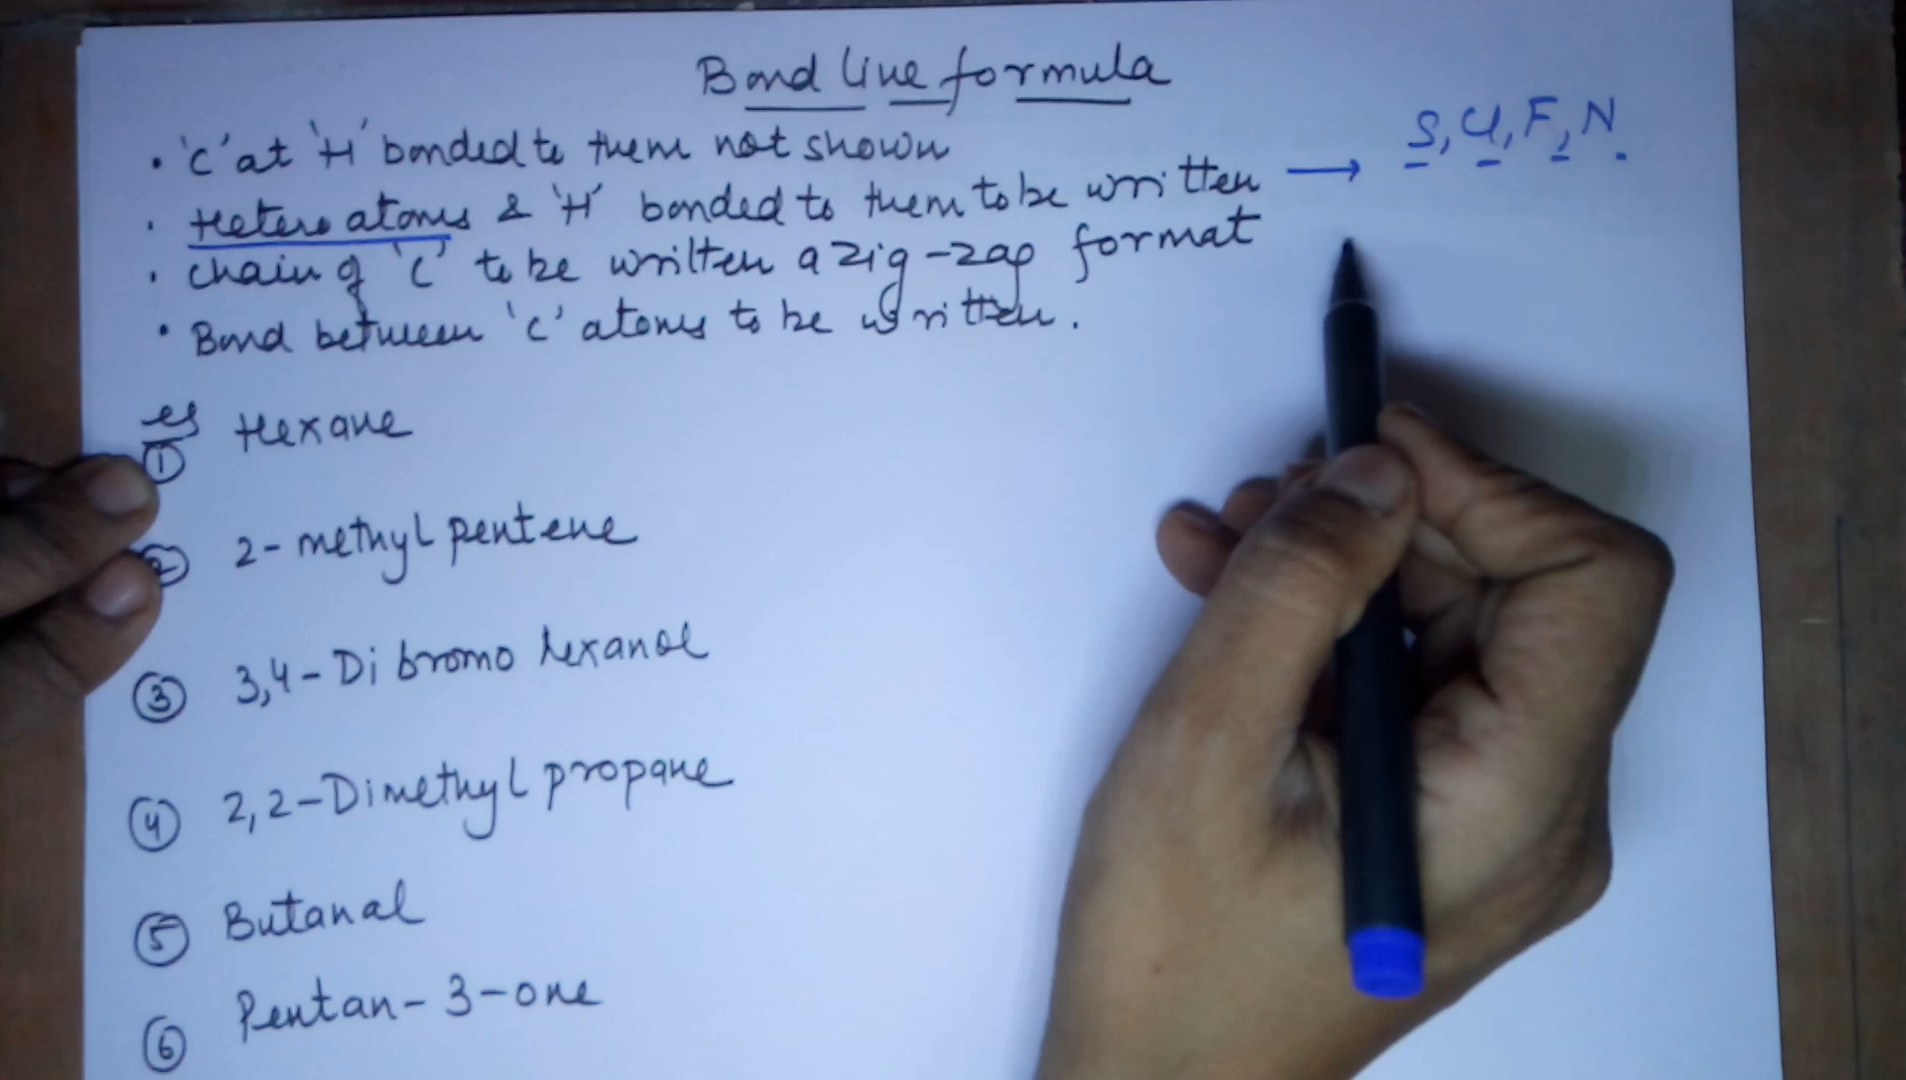 Bond line formula
• 'C' at 'H' bonded to them not shown
• Hetero atoms & 'H' bonded to them to be written → S, Cl, F, N
• Chain of 'C' to be written a zig-zag format
• Bond between 'C' atoms to be written.
eg
① Hexane
② 2-methyl pentene
③ 3,4-Di bromo hexanol
④ 2,2-Dimethyl propane
⑤ Butanal
⑥ Pentan-3-one